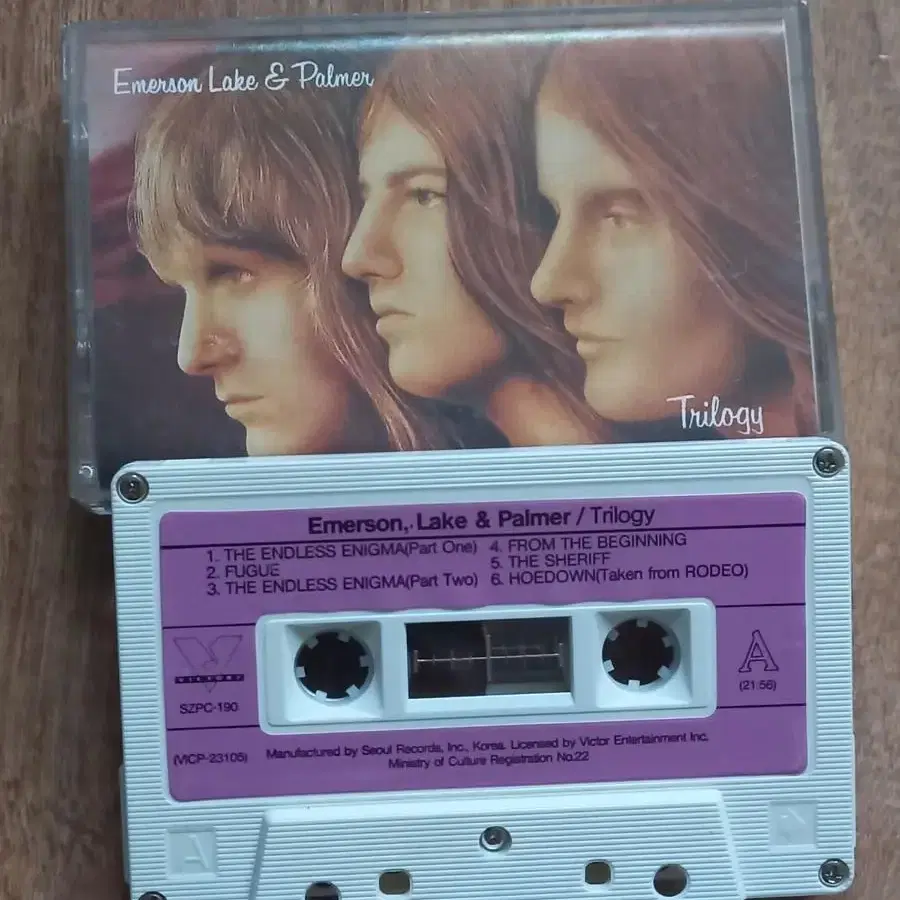 Emerson Lake & Palmer
Trilogy
Emerson, Lake & Palmer / Trilogy
1. THE ENDLESS ENIGMA(Part One)
2. FUGUE
3. THE ENDLESS ENIGMA(Part Two)
4. FROM THE BEGINNING
5. THE SHERIFF
6. HOEDOWN(Taken from RODEO)
VICTORY
SZPC-190
A
(21:56)
(VICP-23105)
Manufactured by Seoul Records, Inc., Korea. Licensed by Victor Entertainment Inc.
Ministry of Culture Registration No.22
A